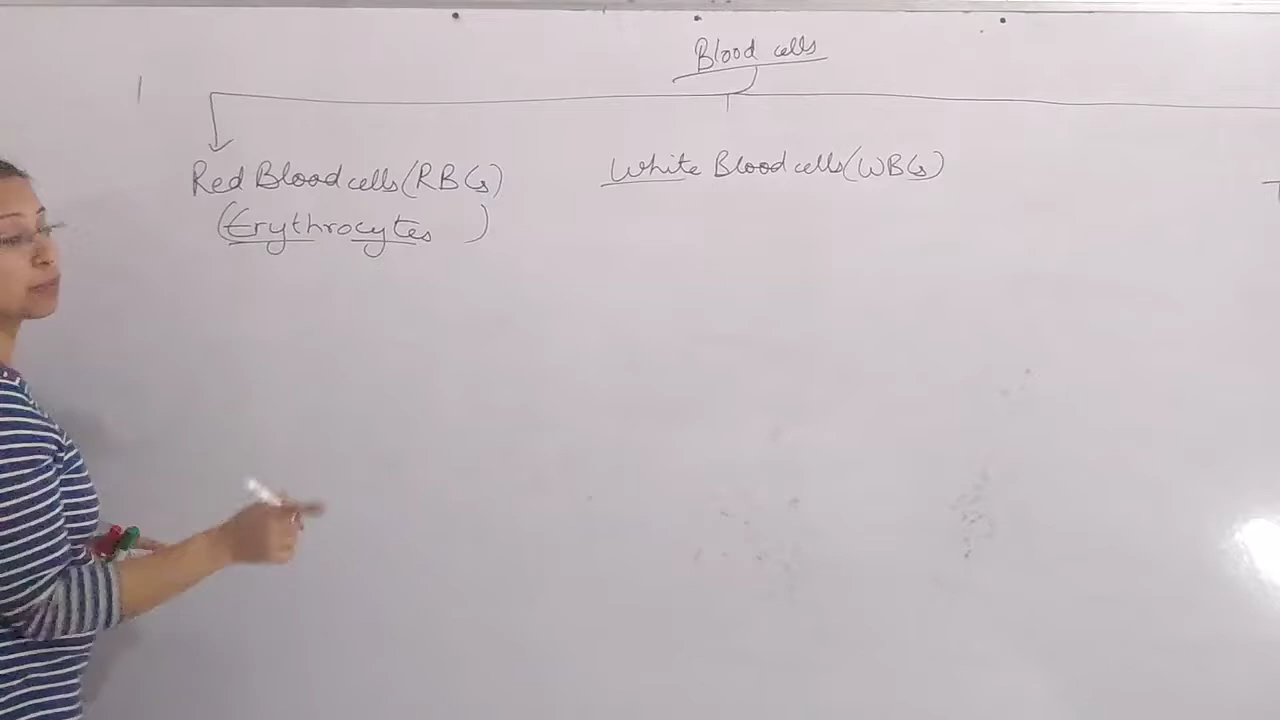 Blood cells
Red Blood cells (RBCs) White Blood cells (WBCs)
(Erythrocytes )
T